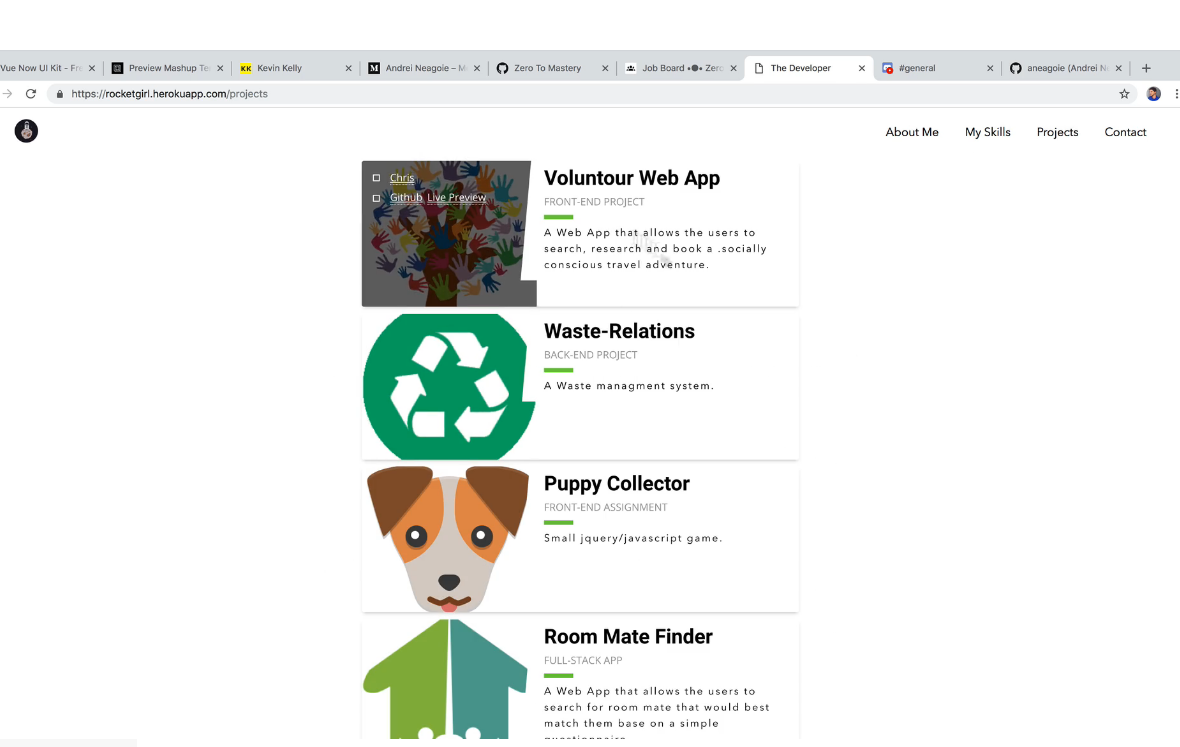 Vue Now UI Kit - Fre
Preview Mashup Te
KK Kevin Kelly
M Andrei Neagoie – M
Zero To Mastery
Job Board •●• Zero
The Developer
#general
aneagoie (Andrei N
https://rocketgirl.herokuapp.com/projects
About Me My Skills Projects Contact
Chris
Github Live Preview
Voluntour Web App
FRONT-END PROJECT
A Web App that allows the users to
search, research and book a .socially
conscious travel adventure.
Waste-Relations
BACK-END PROJECT
A Waste managment system.
Puppy Collector
FRONT-END ASSIGNMENT
Small jquery/javascript game.
Room Mate Finder
FULL-STACK APP
A Web App that allows the users to
search for room mate that would best
match them base on a simple